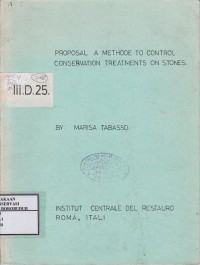 PROPOSAL A METHODE TO CONTROL
CONSERVATION TREATMENTS ON STONES.
III.D.25.
BY: MARISA TABASSO.
INSTITUT CENTRALE DEL RESTAURO
ROMA, ITALI